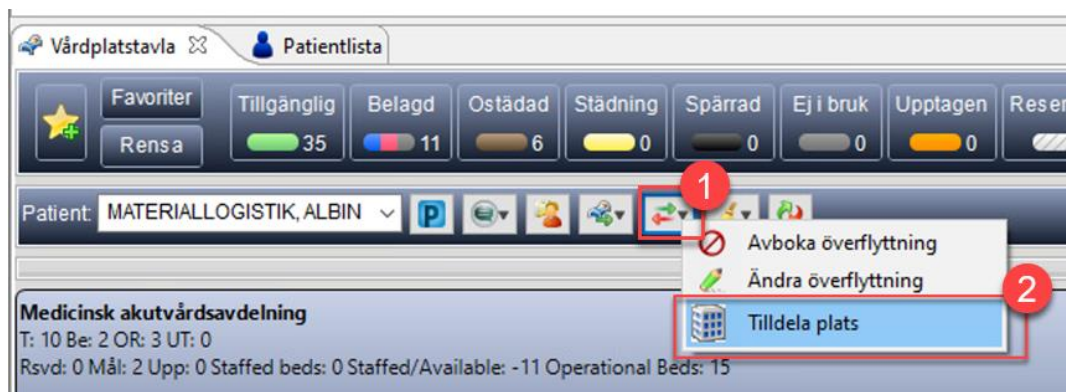 Vårdplatstavla
Patientlista
Favoriter
Rensa
Tillgänglig
35
Belagd
11
Ostädad
6
Städning
0
Spärrad
0
Ej i bruk
0
Upptagen
0
Reser
Patient: MATERIALLOGISTIK, ALBIN
P
1
Avboka överflyttning
Ändra överflyttning
2
Tilldela plats
Medicinsk akutvårdsavdelning
T: 10 Be: 2 OR: 3 UT: 0
Rsvd: 0 Mål: 2 Upp: 0 Staffed beds: 0 Staffed/Available: -11 Operational Beds: 15